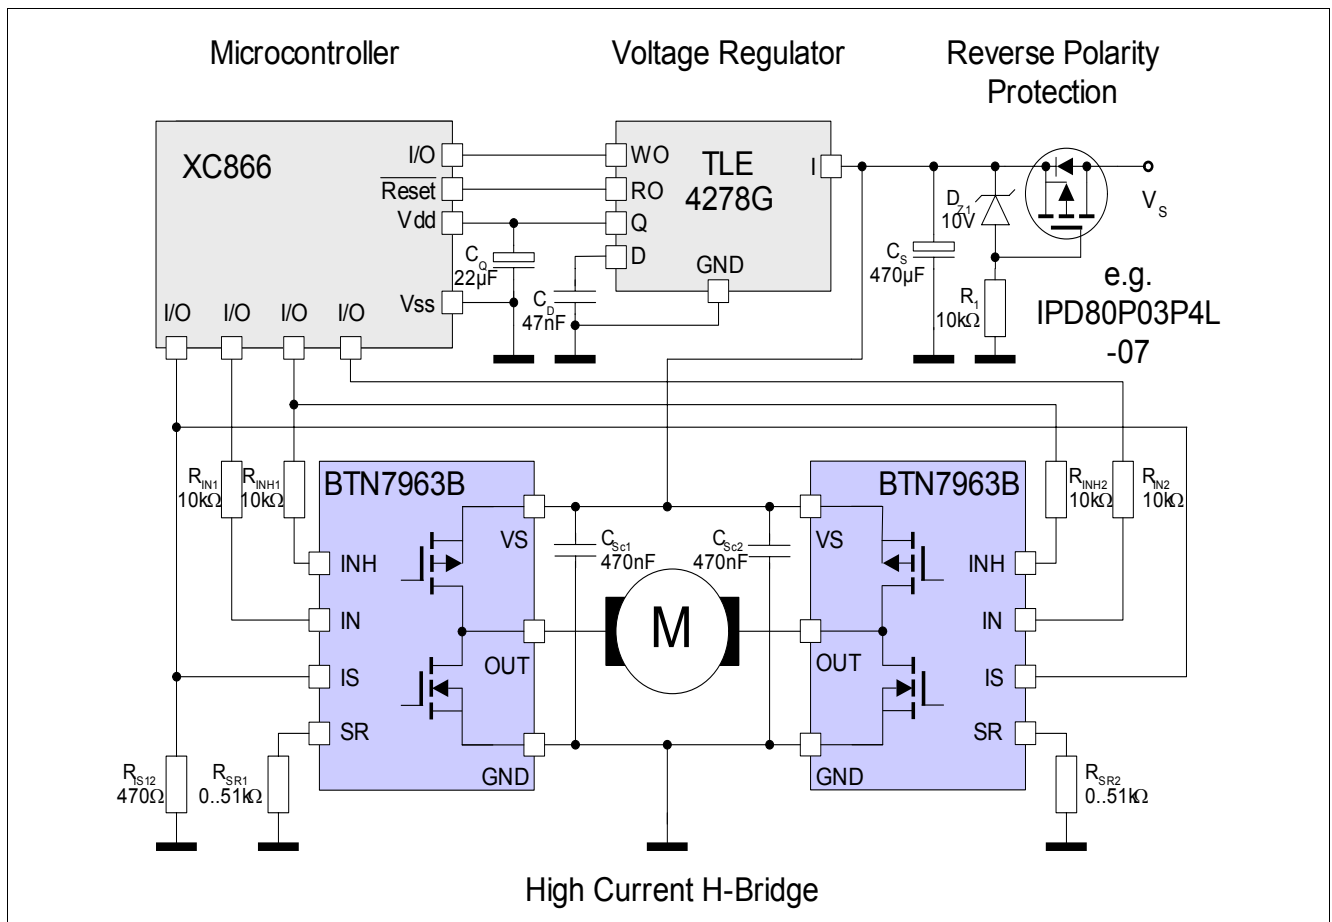 Microcontroller
Voltage Regulator
Reverse Polarity
Protection
XC866
I/O
Reset
Vdd
Vss
I/O
I/O
I/O
I/O
WO
RO
Q
D
TLE
4278G
I
GND
C_Q
22µF
C_D
47nF
C_S
470µF
D_Z1
10V
R_1
10kΩ
V_S
e.g.
IPD80P03P4L
-07
R_IN1
10kΩ
R_INH1
10kΩ
BTN7963B
VS
INH
IN
IS
SR
OUT
GND
C_Sc1
470nF
C_Sc2
470nF
M
BTN7963B
VS
INH
IN
IS
SR
OUT
GND
R_INH2
10kΩ
R_IN2
10kΩ
R_IS12
470Ω
R_SR1
0..51kΩ
R_SR2
0..51kΩ
High Current H-Bridge